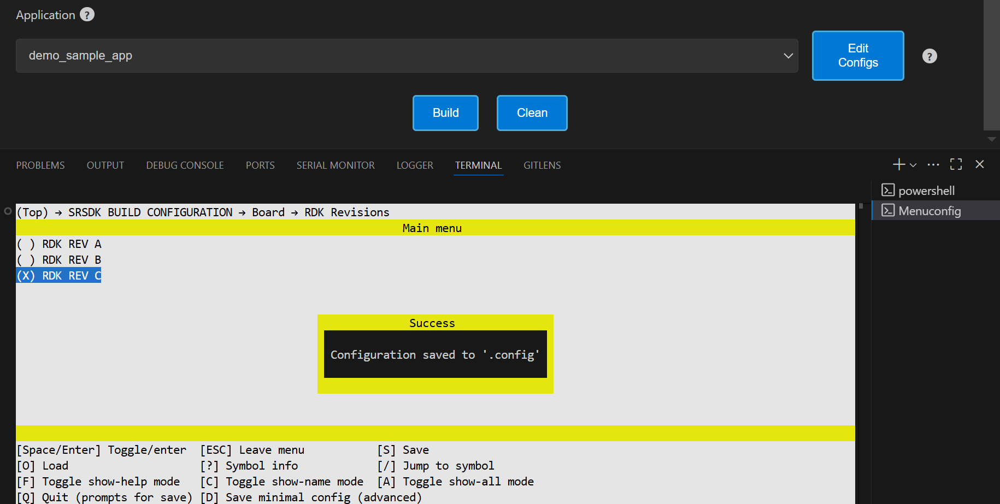 Application ?
demo_sample_app
Edit
Configs
?
Build
Clean
PROBLEMS OUTPUT DEBUG CONSOLE PORTS SERIAL MONITOR LOGGER TERMINAL GITLENS
powershell
Menuconfig
(Top) → SRSDK BUILD CONFIGURATION → Board → RDK Revisions
Main menu
( ) RDK REV A
( ) RDK REV B
(X) RDK REV C
Success
Configuration saved to '.config'
[Space/Enter] Toggle/enter [ESC] Leave menu [S] Save
[O] Load [?] Symbol info [/] Jump to symbol
[F] Toggle show-help mode [C] Toggle show-name mode [A] Toggle show-all mode
[Q] Quit (prompts for save) [D] Save minimal config (advanced)